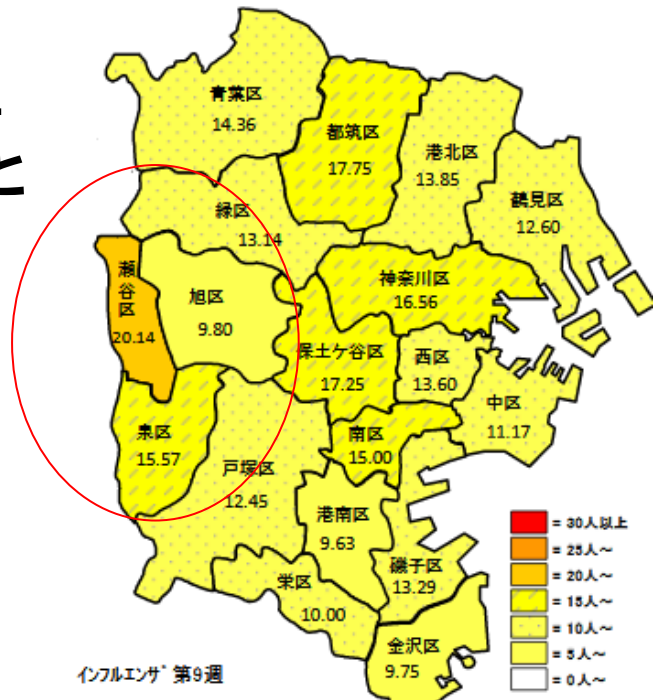 と
青葉区
14.36
都筑区
17.75
港北区
13.85
鶴見区
12.60
緑区
13.14
瀬谷区
20.14
旭区
9.80
神奈川区
16.56
保土ケ谷区
17.25
西区
13.60
中区
11.17
泉区
15.57
戸塚区
12.45
南区
15.00
港南区
9.63
磯子区
13.29
栄区
10.00
金沢区
9.75
= 30人以上
= 25人～
= 20人～
= 15人～
= 10人～
= 5人～
= 0人～
インフルエンザ 第9週